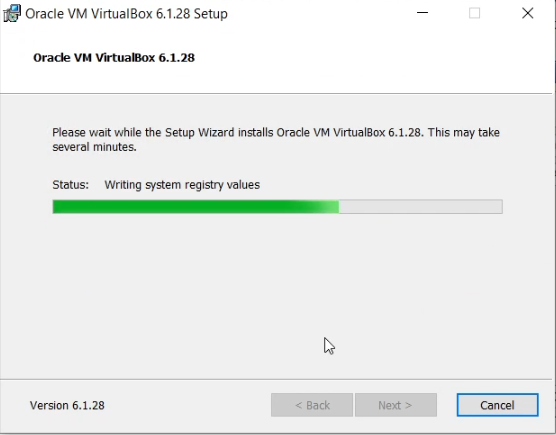 Oracle VM VirtualBox 6.1.28 Setup
Oracle VM VirtualBox 6.1.28
Please wait while the Setup Wizard installs Oracle VM VirtualBox 6.1.28. This may take
several minutes.
Status: Writing system registry values
Version 6.1.28
< Back
Next >
Cancel